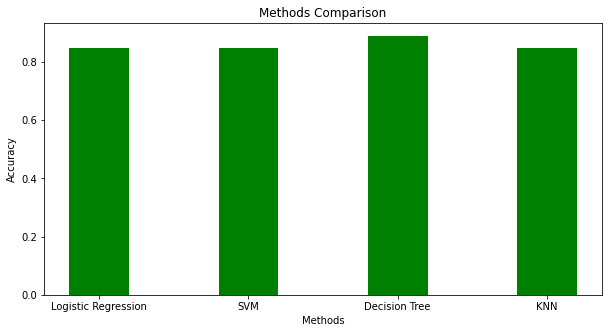 Methods Comparison
Accuracy
0.8
0.6
0.4
0.2
0.0
Logistic Regression
SVM
Decision Tree
KNN
Methods